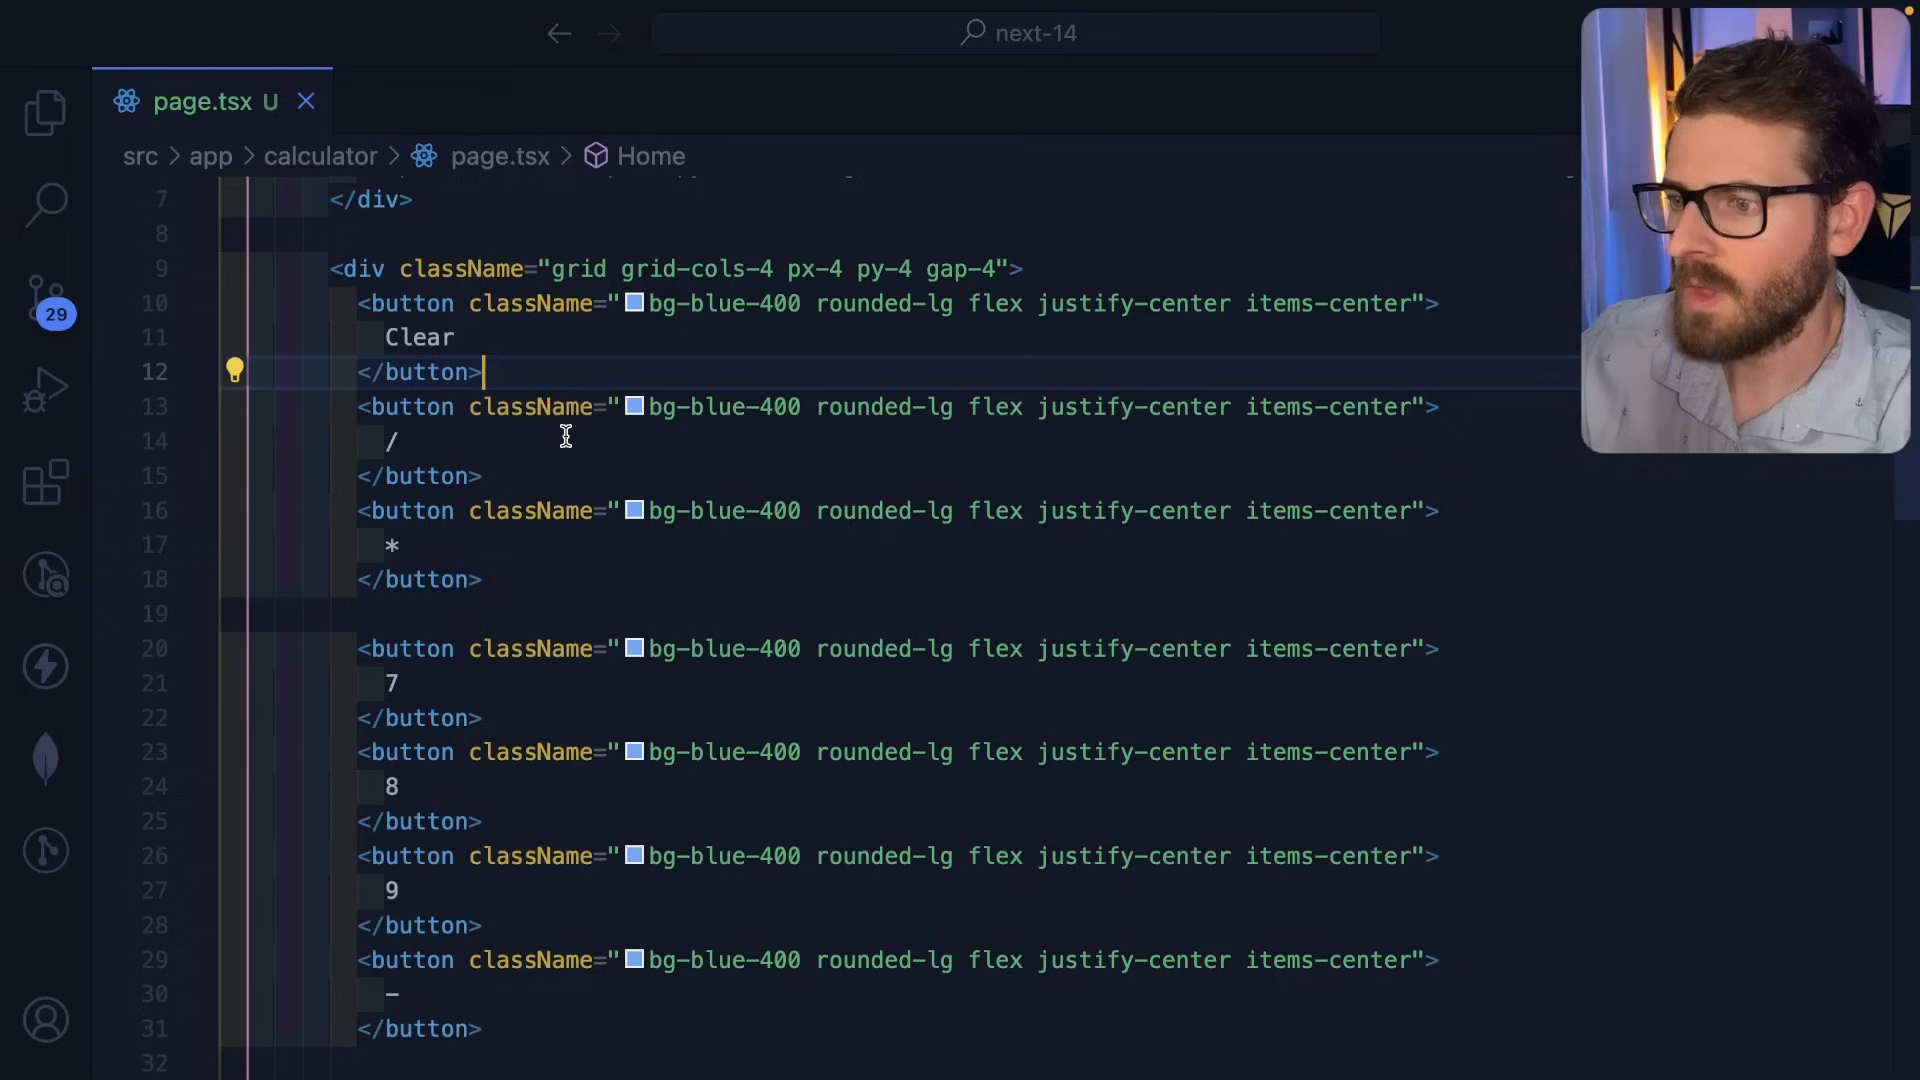 next-14
page.tsx U
src > app > calculator > page.tsx > Home
7 </div>
8
9 <div className="grid grid-cols-4 px-4 py-4 gap-4">
10 <button className="bg-blue-400 rounded-lg flex justify-center items-center">
11 Clear
12 </button>
13 <button className="bg-blue-400 rounded-lg flex justify-center items-center">
14 /
15 </button>
16 <button className="bg-blue-400 rounded-lg flex justify-center items-center">
17 *
18 </button>
19
20 <button className="bg-blue-400 rounded-lg flex justify-center items-center">
21 7
22 </button>
23 <button className="bg-blue-400 rounded-lg flex justify-center items-center">
24 8
25 </button>
26 <button className="bg-blue-400 rounded-lg flex justify-center items-center">
27 9
28 </button>
29 <button className="bg-blue-400 rounded-lg flex justify-center items-center">
30 -
31 </button>
32
29